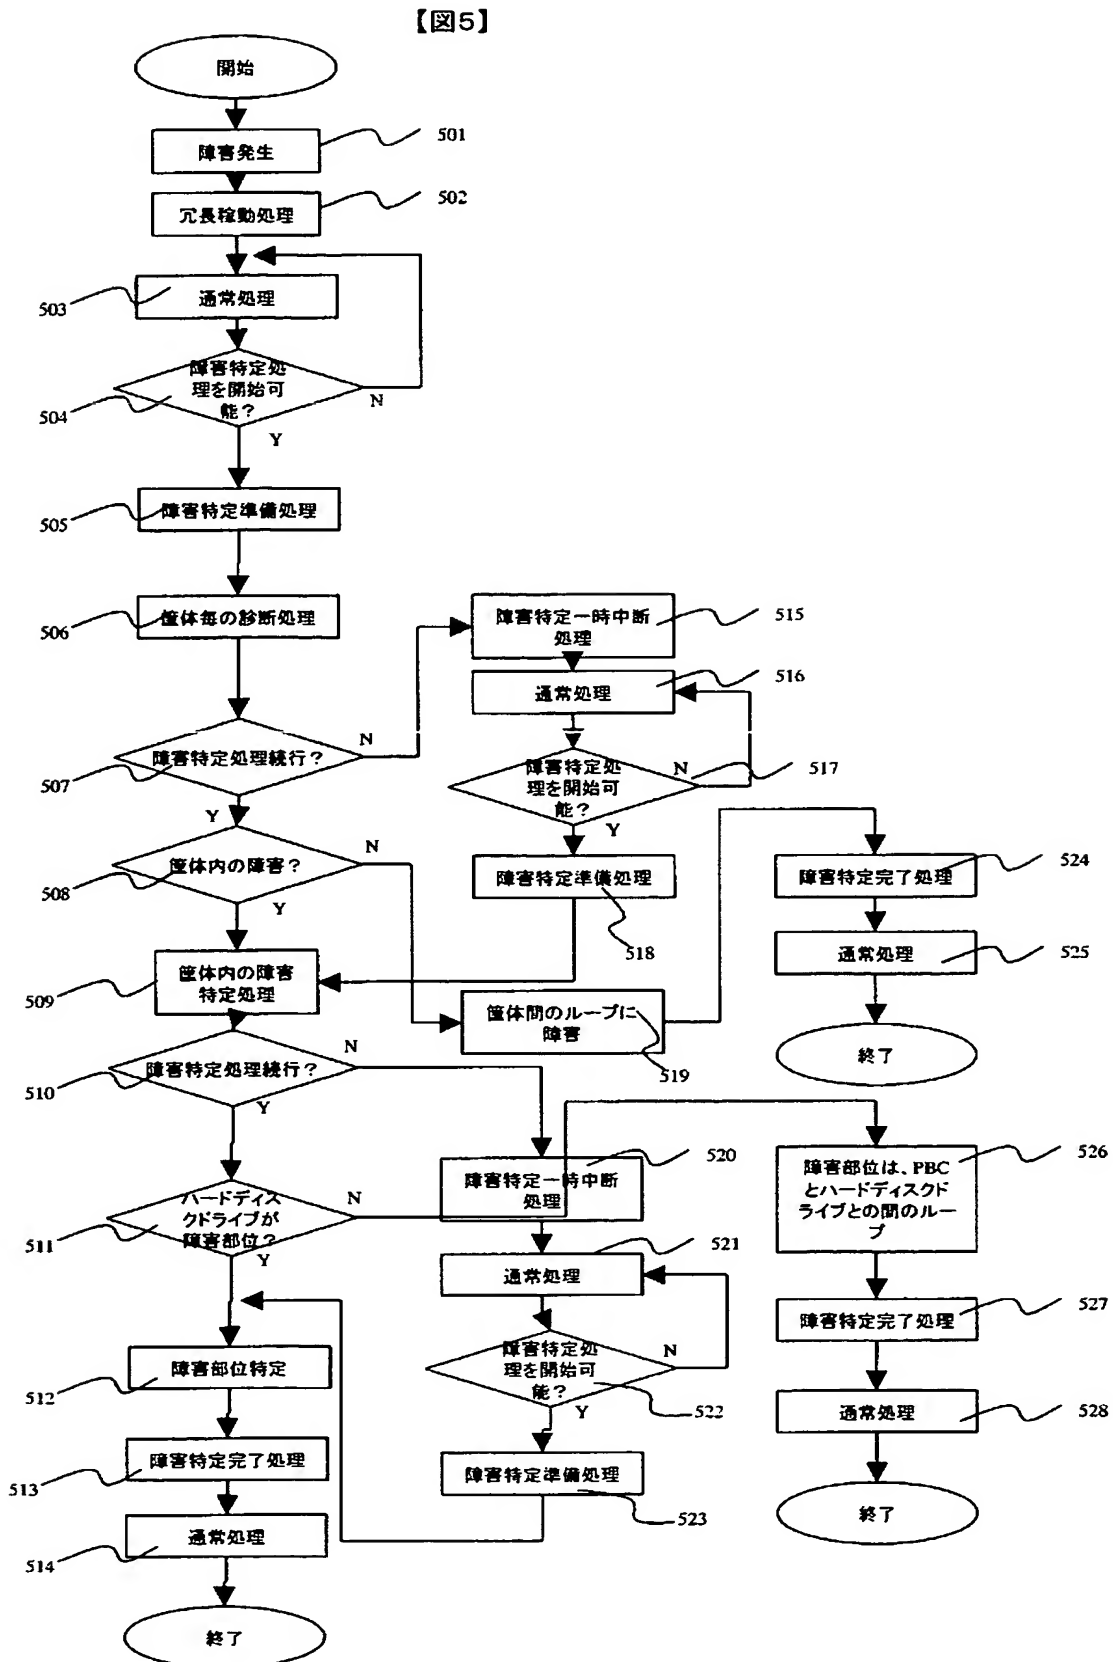 【図5】
開始
障害発生
501
冗長稼動処理
502
通常処理
503
障害特定処
理を開始可
能？
504
N
Y
障害特定準備処理
505
筐体毎の診断処理
506
障害特定処理続行？
507
N
Y
筐体内の障害？
508
N
Y
筐体内の障害
特定処理
509
障害特定処理続行？
510
N
Y
ハードディス
クドライブが
障害部位？
511
N
Y
障害部位特定
512
障害特定完了処理
513
通常処理
514
終了
障害特定一時中断
処理
515
通常処理
516
障害特定処
理を開始可
能？
517
N
Y
障害特定準備処理
518
筐体間のループに
障害
519
障害特定一時中断
処理
520
通常処理
521
障害特定処
理を開始可
能？
522
N
Y
障害特定準備処理
523
障害特定完了処理
524
通常処理
525
終了
障害部位は、PBC
とハードディスクド
ライブとの間のルー
プ
526
障害特定完了処理
527
通常処理
528
終了